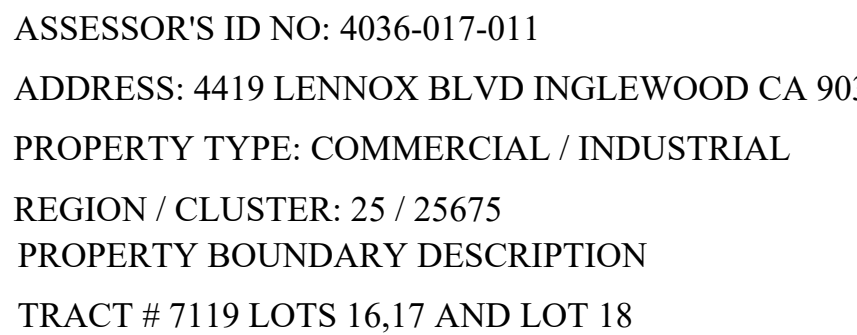 ASSESSOR'S ID NO: 4036-017-011
ADDRESS: 4419 LENNOX BLVD INGLEWOOD CA 903
PROPERTY TYPE: COMMERCIAL / INDUSTRIAL
REGION / CLUSTER: 25 / 25675
PROPERTY BOUNDARY DESCRIPTION
TRACT # 7119 LOTS 16,17 AND LOT 18